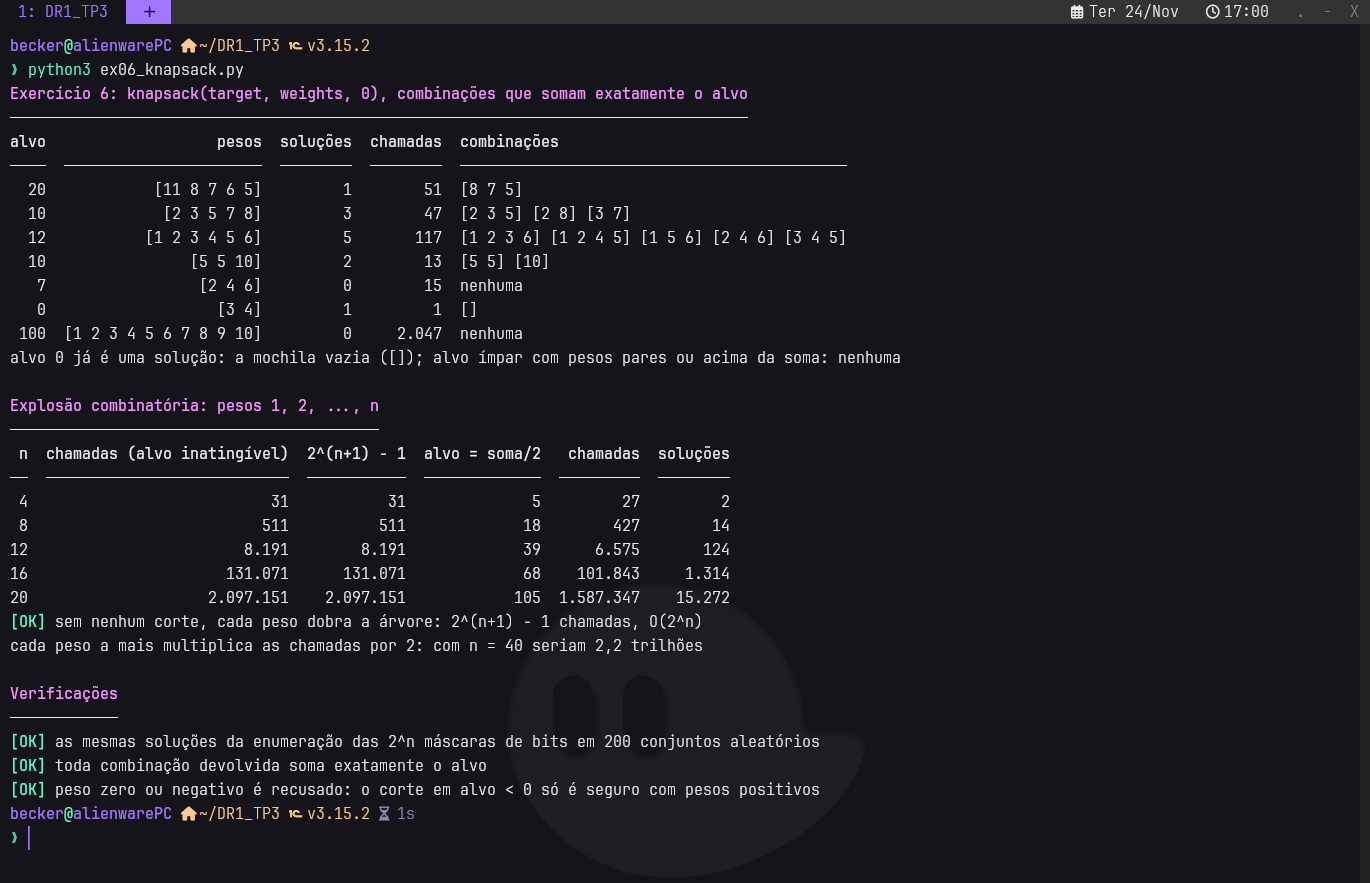 1: DR1_TP3 + Ter 24/Nov 17:00 . - X
becker@alienwarePC ~/DR1_TP3 v3.15.2
❯ python3 ex06_knapsack.py
Exercício 6: knapsack(target, weights, 0), combinações que somam exatamente o alvo
alvo pesos soluções chamadas combinações
20 [11 8 7 6 5] 1 51 [8 7 5]
10 [2 3 5 7 8] 3 47 [2 3 5] [2 8] [3 7]
12 [1 2 3 4 5 6] 5 117 [1 2 3 6] [1 2 4 5] [1 5 6] [2 4 6] [3 4 5]
10 [5 5 10] 2 13 [5 5] [10]
7 [2 4 6] 0 15 nenhuma
0 [3 4] 1 1 []
100 [1 2 3 4 5 6 7 8 9 10] 0 2.047 nenhuma
alvo 0 já é uma solução: a mochila vazia ([]); alvo ímpar com pesos pares ou acima da soma: nenhuma
Explosão combinatória: pesos 1, 2, ..., n
n chamadas (alvo inatingível) 2^(n+1) - 1 alvo = soma/2 chamadas soluções
4 31 31 5 27 2
8 511 511 18 427 14
12 8.191 8.191 39 6.575 124
16 131.071 131.071 68 101.843 1.314
20 2.097.151 2.097.151 105 1.587.347 15.272
[OK] sem nenhum corte, cada peso dobra a árvore: 2^(n+1) - 1 chamadas, O(2^n)
cada peso a mais multiplica as chamadas por 2: com n = 40 seriam 2,2 trilhões
Verificações
[OK] as mesmas soluções da enumeração das 2^n máscaras de bits em 200 conjuntos aleatórios
[OK] toda combinação devolvida soma exatamente o alvo
[OK] peso zero ou negativo é recusado: o corte em alvo < 0 só é seguro com pesos positivos
becker@alienwarePC ~/DR1_TP3 v3.15.2 1s
❯